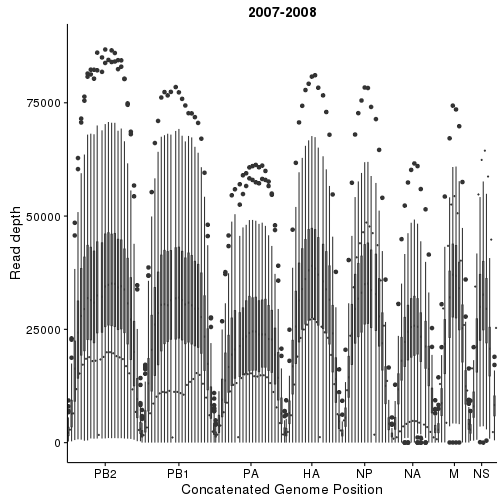 2007-2008
Read depth
75000
50000
25000
0
PB2 PB1 PA HA NP NA M NS
Concatenated Genome Position